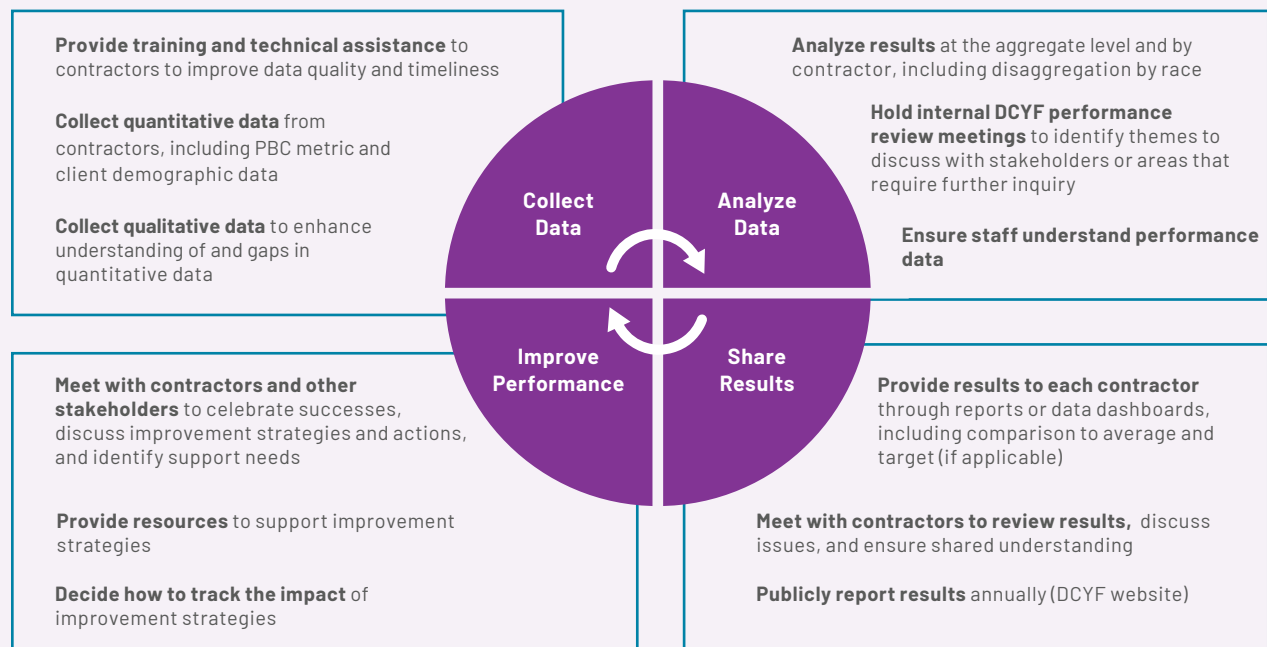 Provide training and technical assistance to
contractors to improve data quality and timeliness
Collect quantitative data from
contractors, including PBC metric and
client demographic data
Collect qualitative data to enhance
understanding of and gaps in
quantitative data
Collect
Data
Analyze
Data
Analyze results at the aggregate level and by
contractor, including disaggregation by race
Hold internal DCYF performance
review meetings to identify themes to
discuss with stakeholders or areas that
require further inquiry
Ensure staff understand performance
data
Meet with contractors and other
stakeholders to celebrate successes,
discuss improvement strategies and actions,
and identify support needs
Provide resources to support improvement
strategies
Decide how to track the impact of
improvement strategies
Improve
Performance
Share
Results
Provide results to each contractor
through reports or data dashboards,
including comparison to average and
target (if applicable)
Meet with contractors to review results, discuss
issues, and ensure shared understanding
Publicly report results annually (DCYF website)